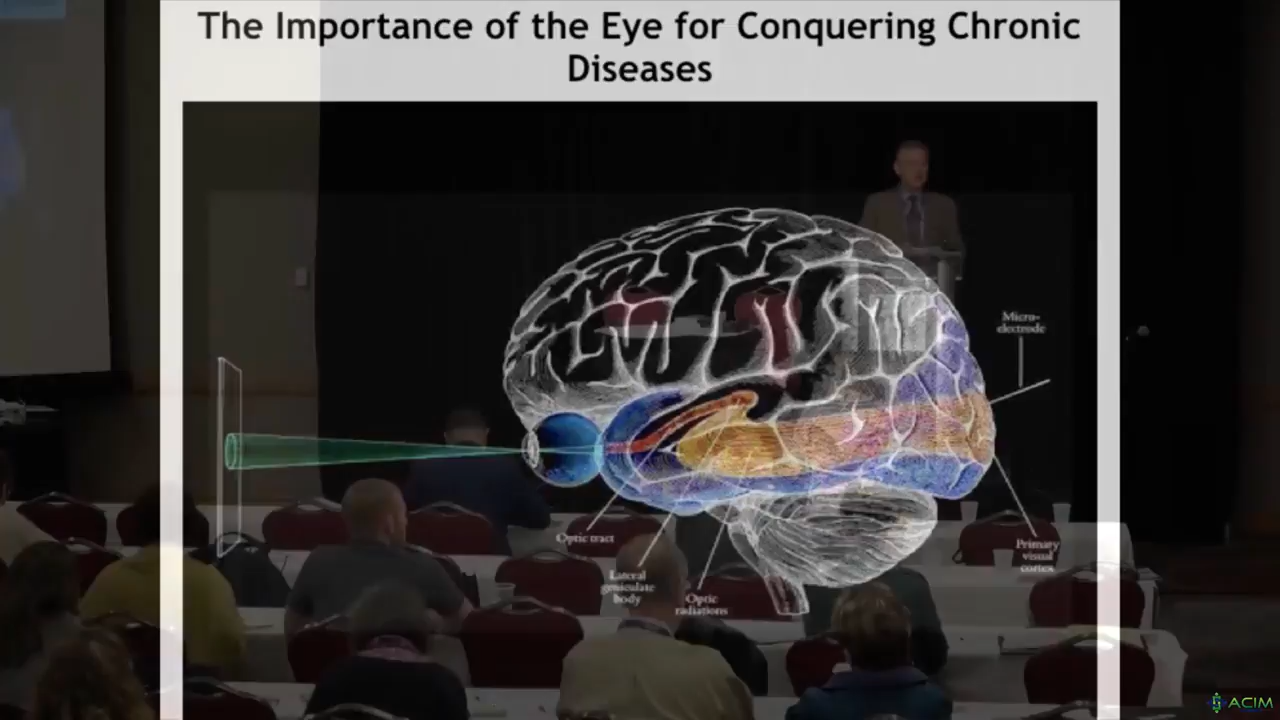 The Importance of the Eye for Conquering Chronic
Diseases
Micro-
electrode
Optic tract
Lateral
geniculate
body
Optic
radiations
Primary
visual
cortex
ACIM